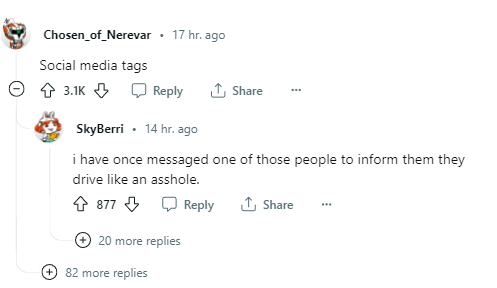 Chosen_of_Nerevar • 17 hr. ago
Social media tags
3.1K Reply Share ...
SkyBerri • 14 hr. ago
i have once messaged one of those people to inform them they
drive like an asshole.
877 Reply Share ...
20 more replies
82 more replies